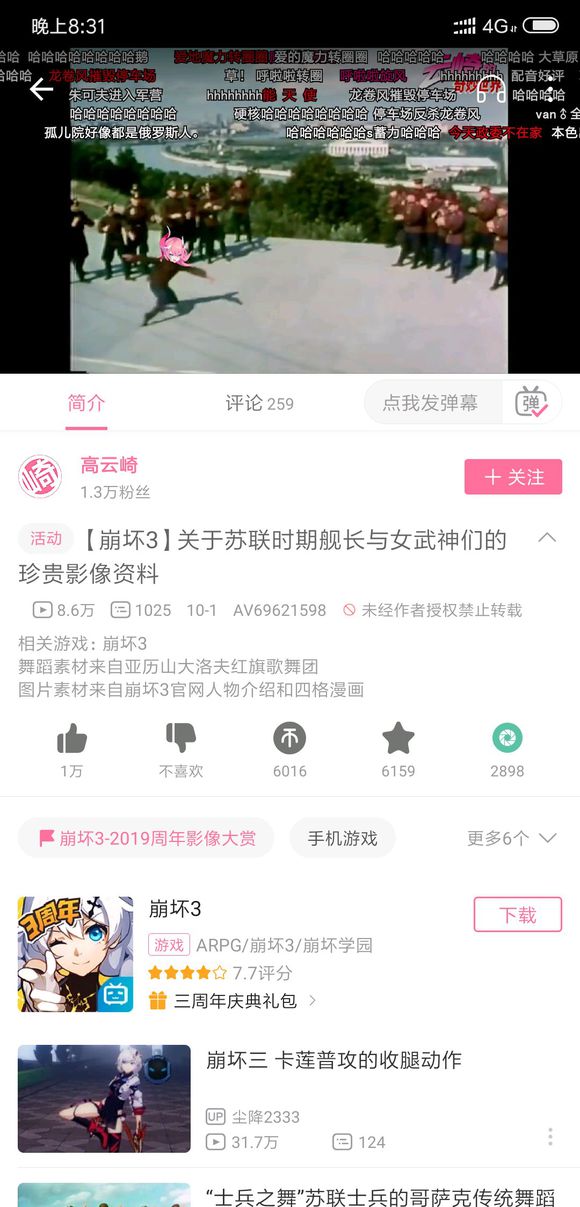 晚上8:31
4G
哈哈 哈哈哈哈哈哈哈鹅 爱地魔力转圈圈 爱的魔力转圈圈 哈哈哈哈哈 哈哈哈哈 大草原
哈哈哈 龙卷风摧毁停车场 草! 呼啦啦转圈 呼啦啦旋风 hhhhhhhh 配音好评
朱可夫进入军营 hhhhhhhh 能天使 龙卷风摧毁停车场 奇妙世界 哈哈哈哈
哈哈哈哈哈哈哈哈 硬核哈哈哈哈哈哈哈哈 停车场反杀龙卷风 van
孤儿院好像都是俄罗斯人。 哈哈哈哈哈哈s蓄力哈哈哈 今天政委不在家 本色
简介
评论 259
点我发弹幕
弹
高云崎
1.3万粉丝
关注
活动 【崩坏3】关于苏联时期舰长与女武神们的
珍贵影像资料
8.6万 1025 10-1 AV69621598 未经作者授权禁止转载
相关游戏: 崩坏3
舞蹈素材来自亚历山大洛夫红旗歌舞团
图片素材来自崩坏3官网人物介绍和四格漫画
1万 不喜欢 6016 6159 2898
崩坏3-2019周年影像大赏 手机游戏 更多6个
3周年
崩坏3
下载
游戏 ARPG/崩坏3/崩坏学园
7.7评分
三周年庆典礼包
崩坏三 卡莲普攻的收腿动作
UP 尘降2333
31.7万 124
“士兵之舞”苏联士兵的哥萨克传统舞蹈